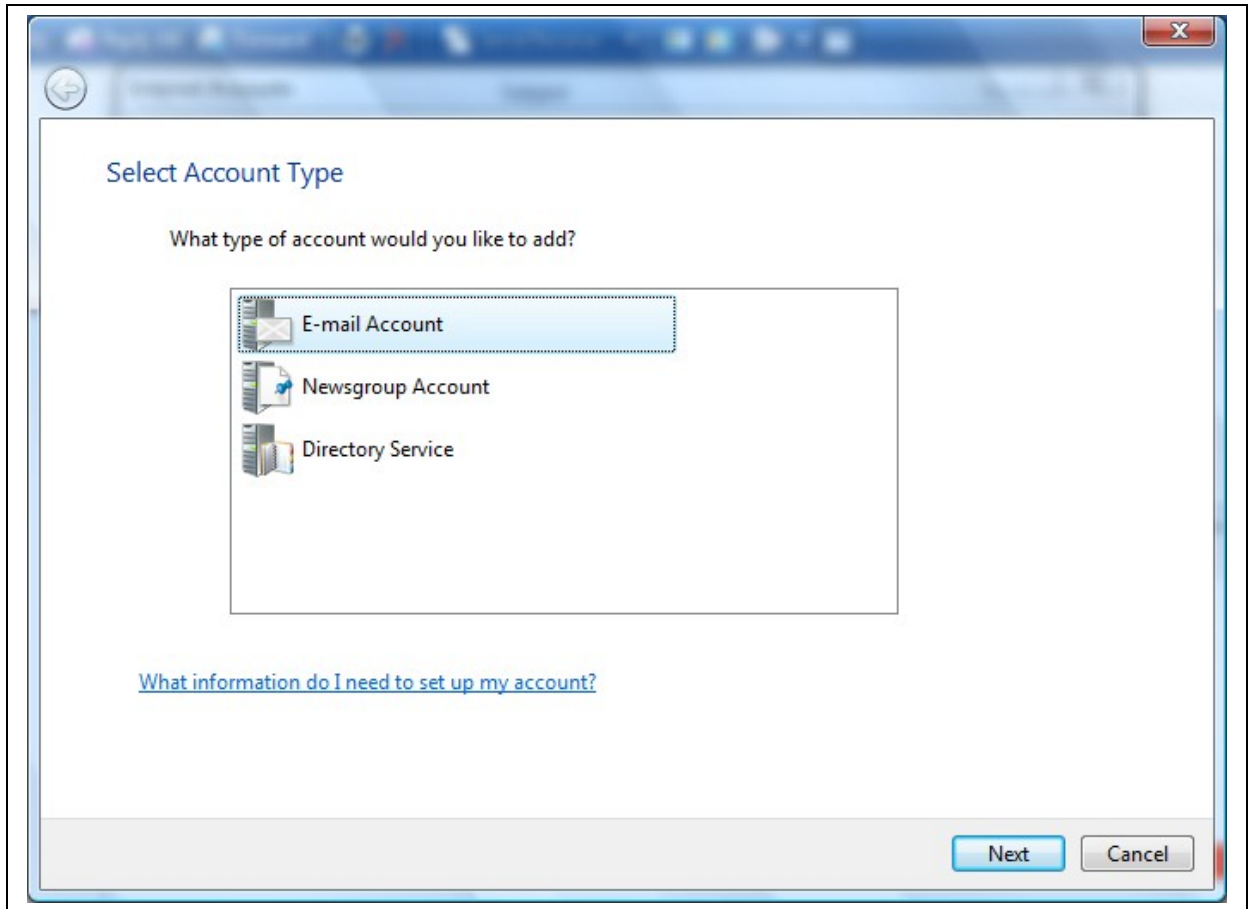 Select Account Type
What type of account would you like to add?
E-mail Account
Newsgroup Account
Directory Service
What information do I need to set up my account?
Next
Cancel